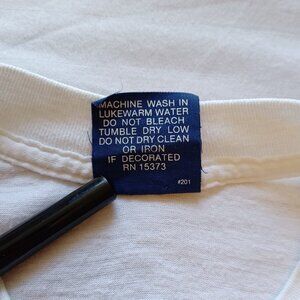 MACHINE WASH IN
LUKEWARM WATER
DO NOT BLEACH
TUMBLE DRY LOW
DO NOT DRY CLEAN
OR IRON
IF DECORATED
RN 15373
#201